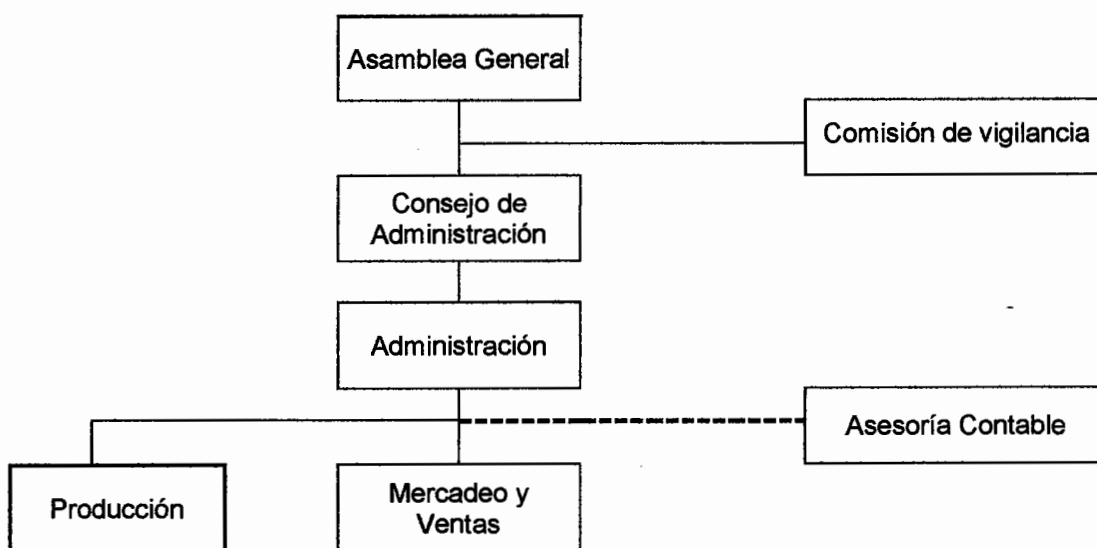 Asamblea General
Comisión de vigilancia
Consejo de
Administración
Administración
Asesoría Contable
Producción
Mercadeo y
Ventas